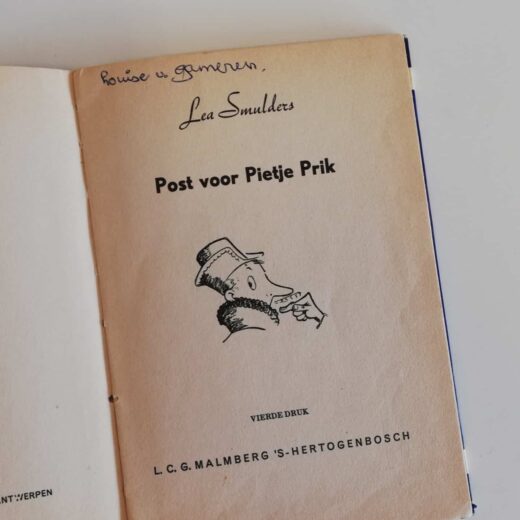 Louise v. Gameren.
Lea Smulders
Post voor Pietje Prik
VIERDE DRUK
L. C. G. MALMBERG 'S-HERTOGENBOSCH
ANTWERPEN